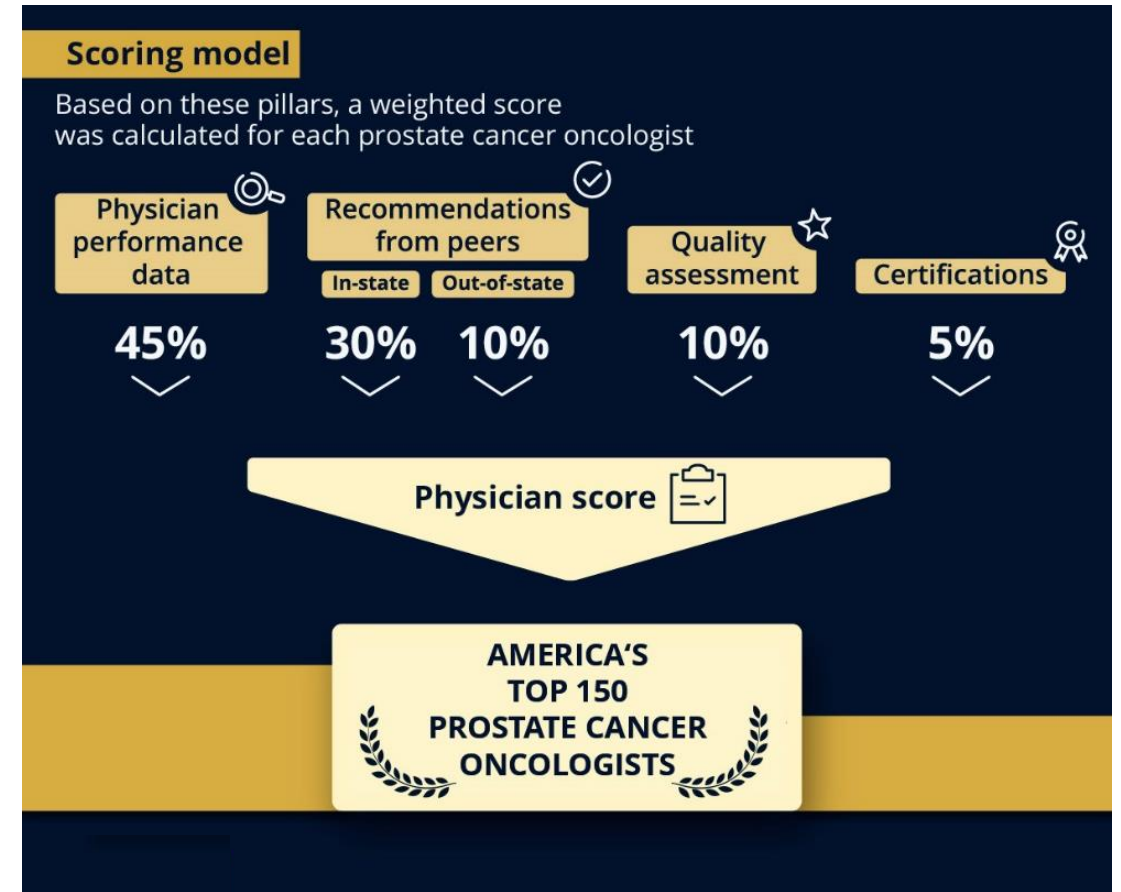 Scoring model
Based on these pillars, a weighted score
was calculated for each prostate cancer oncologist
Physician
performance
data
45%
Recommendations
from peers
In-state
Out-of-state
30%
10%
Quality
assessment
10%
Certifications
5%
Physician score
AMERICA‘S
TOP 150
PROSTATE CANCER
ONCOLOGISTS